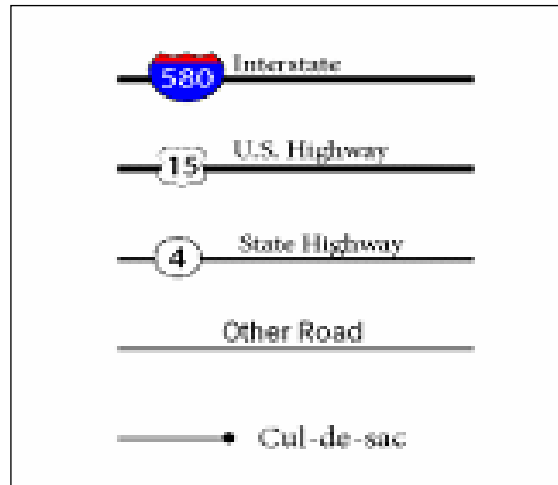 Interstate
580
U.S. Highway
15
State Highway
4
Other Road
Cul-de-sac